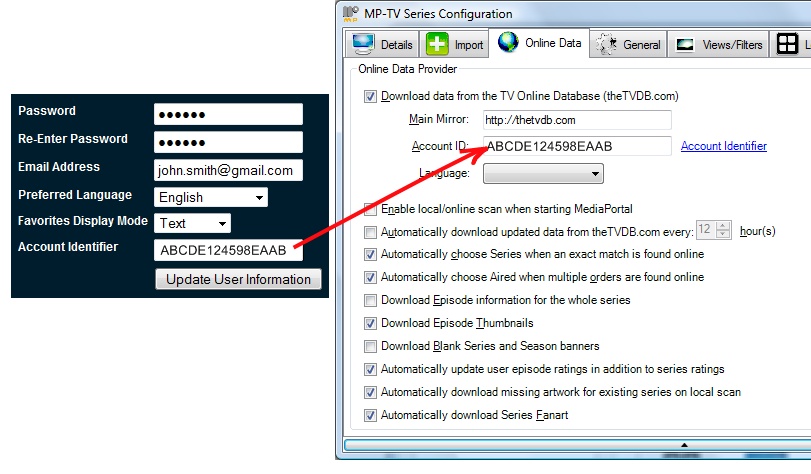 Password
••••••
Re-Enter Password
••••••
Email Address
john.smith@gmail.com
Preferred Language
English
Favorites Display Mode
Text
Account Identifier
ABCDE124598EAAB
Update User Information
MP
MP-TV Series Configuration
Details
Import
Online Data
General
Views/Filters
L
Online Data Provider
Download data from the TV Online Database (theTVDB.com)
Main Mirror: http://thetvdb.com
Account ID: ABCDE124598EAAB Account Identifier
Language:
Enable local/online scan when starting MediaPortal
Automatically download updated data from theTVDB.com every: 12 hour(s)
Automatically choose Series when an exact match is found online
Automatically choose Aired when multiple orders are found online
Download Episode information for the whole series
Download Episode Thumbnails
Download Blank Series and Season banners
Automatically update user episode ratings in addition to series ratings
Automatically download missing artwork for existing series on local scan
Automatically download Series Fanart